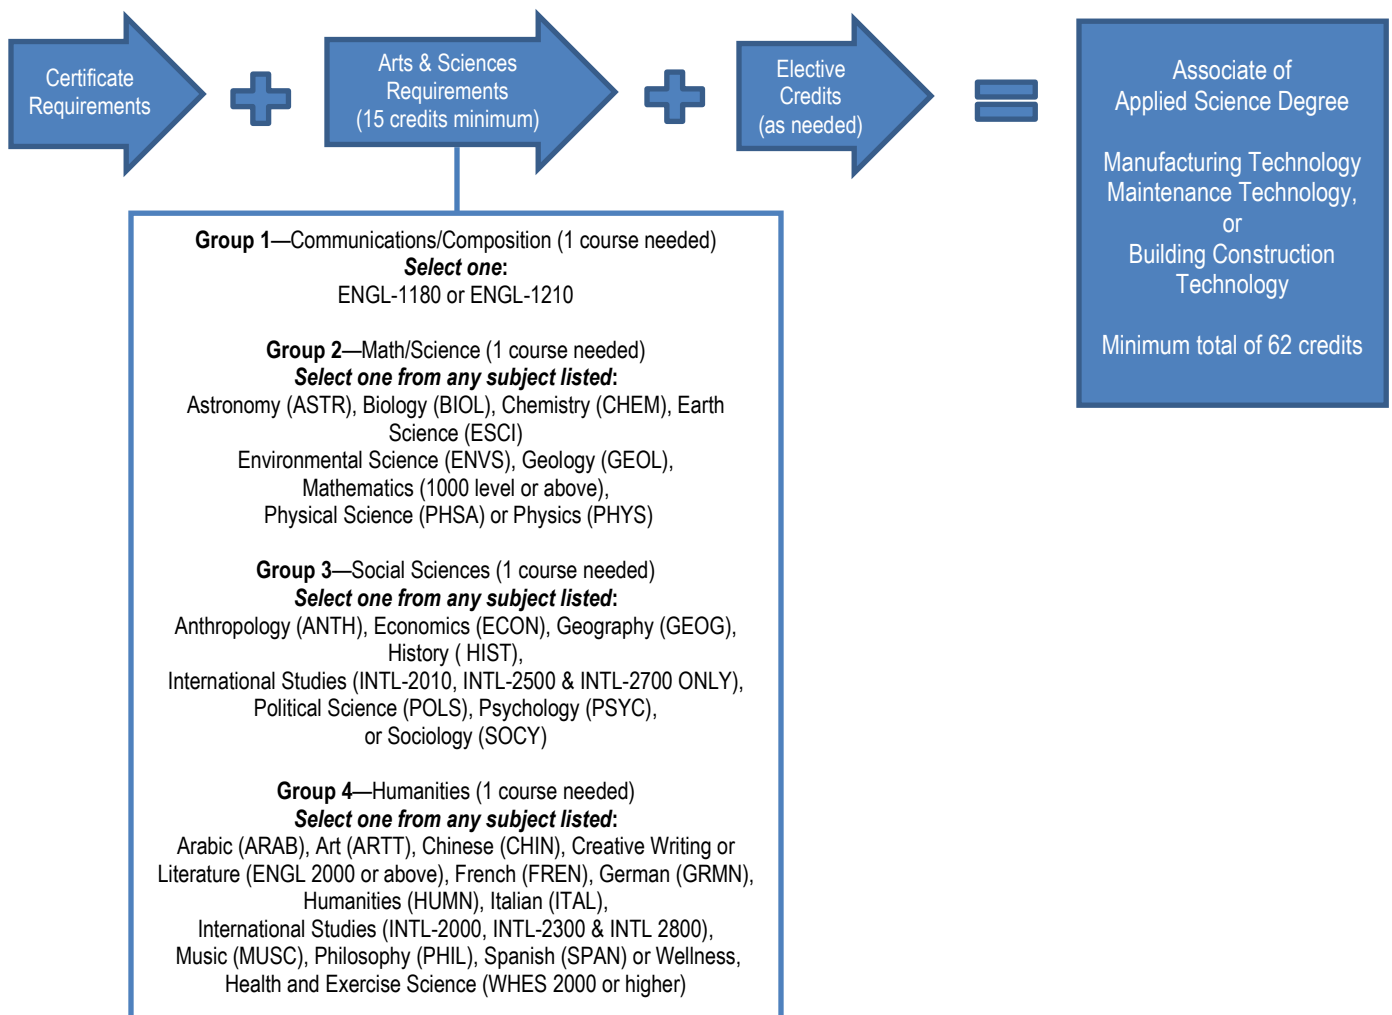 Certificate
Requirements
Arts & Sciences
Requirements
(15 credits minimum)
Elective
Credits
(as needed)
Associate of
Applied Science Degree
Manufacturing Technology
Maintenance Technology,
or
Building Construction
Technology
Minimum total of 62 credits
Group 1—Communications/Composition (1 course needed)
Select one:
ENGL-1180 or ENGL-1210
Group 2—Math/Science (1 course needed)
Select one from any subject listed:
Astronomy (ASTR), Biology (BIOL), Chemistry (CHEM), Earth
Science (ESCI)
Environmental Science (ENVS), Geology (GEOL),
Mathematics (1000 level or above),
Physical Science (PHSA) or Physics (PHYS)
Group 3—Social Sciences (1 course needed)
Select one from any subject listed:
Anthropology (ANTH), Economics (ECON), Geography (GEOG),
History ( HIST),
International Studies (INTL-2010, INTL-2500 & INTL-2700 ONLY),
Political Science (POLS), Psychology (PSYC),
or Sociology (SOCY)
Group 4—Humanities (1 course needed)
Select one from any subject listed:
Arabic (ARAB), Art (ARTT), Chinese (CHIN), Creative Writing or
Literature (ENGL 2000 or above), French (FREN), German (GRMN),
Humanities (HUMN), Italian (ITAL),
International Studies (INTL-2000, INTL-2300 & INTL 2800),
Music (MUSC), Philosophy (PHIL), Spanish (SPAN) or Wellness,
Health and Exercise Science (WHES 2000 or higher)